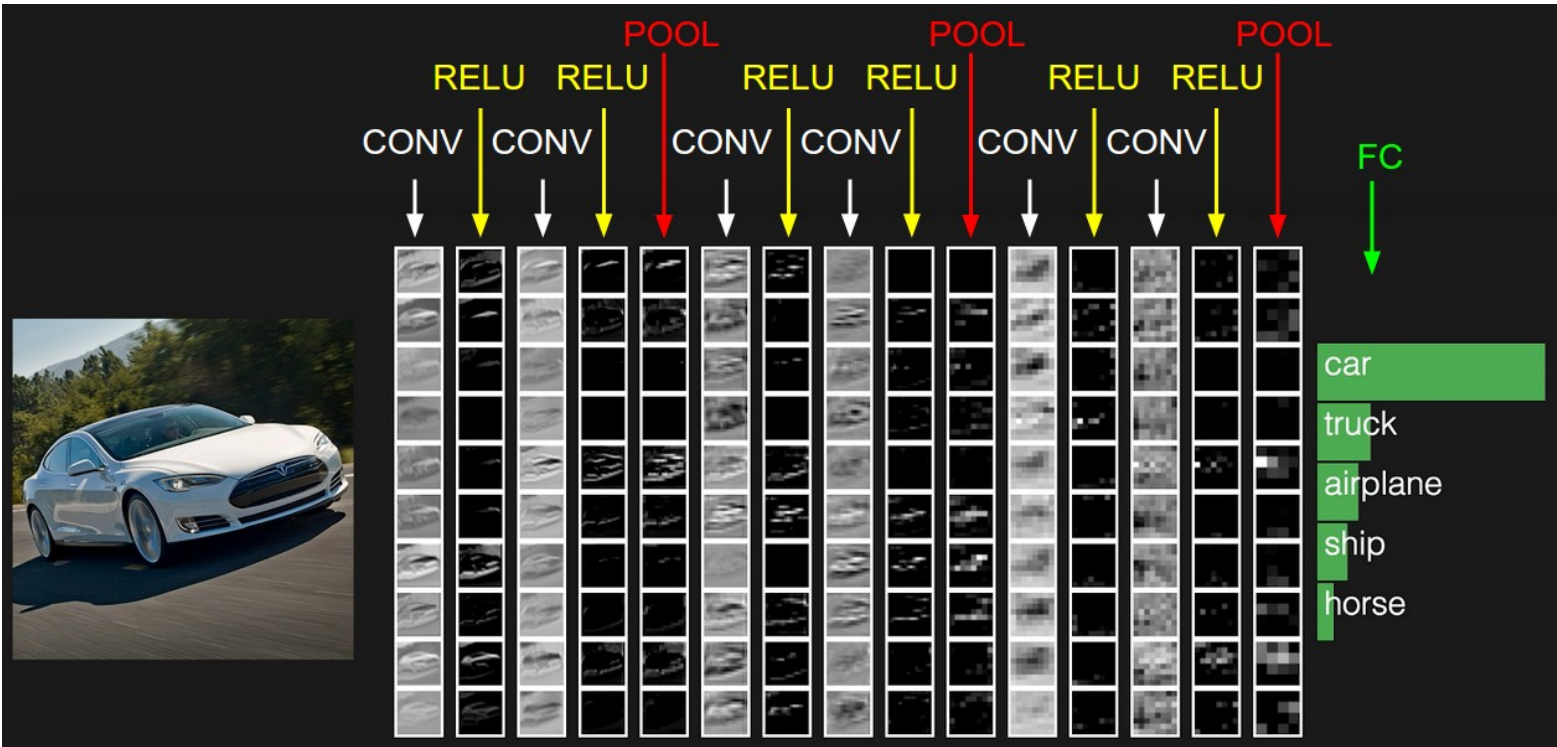 POOL POOL POOL
RELU RELU RELU RELU RELU RELU
CONV CONV CONV CONV CONV CONV
FC
car
truck
airplane
ship
horse